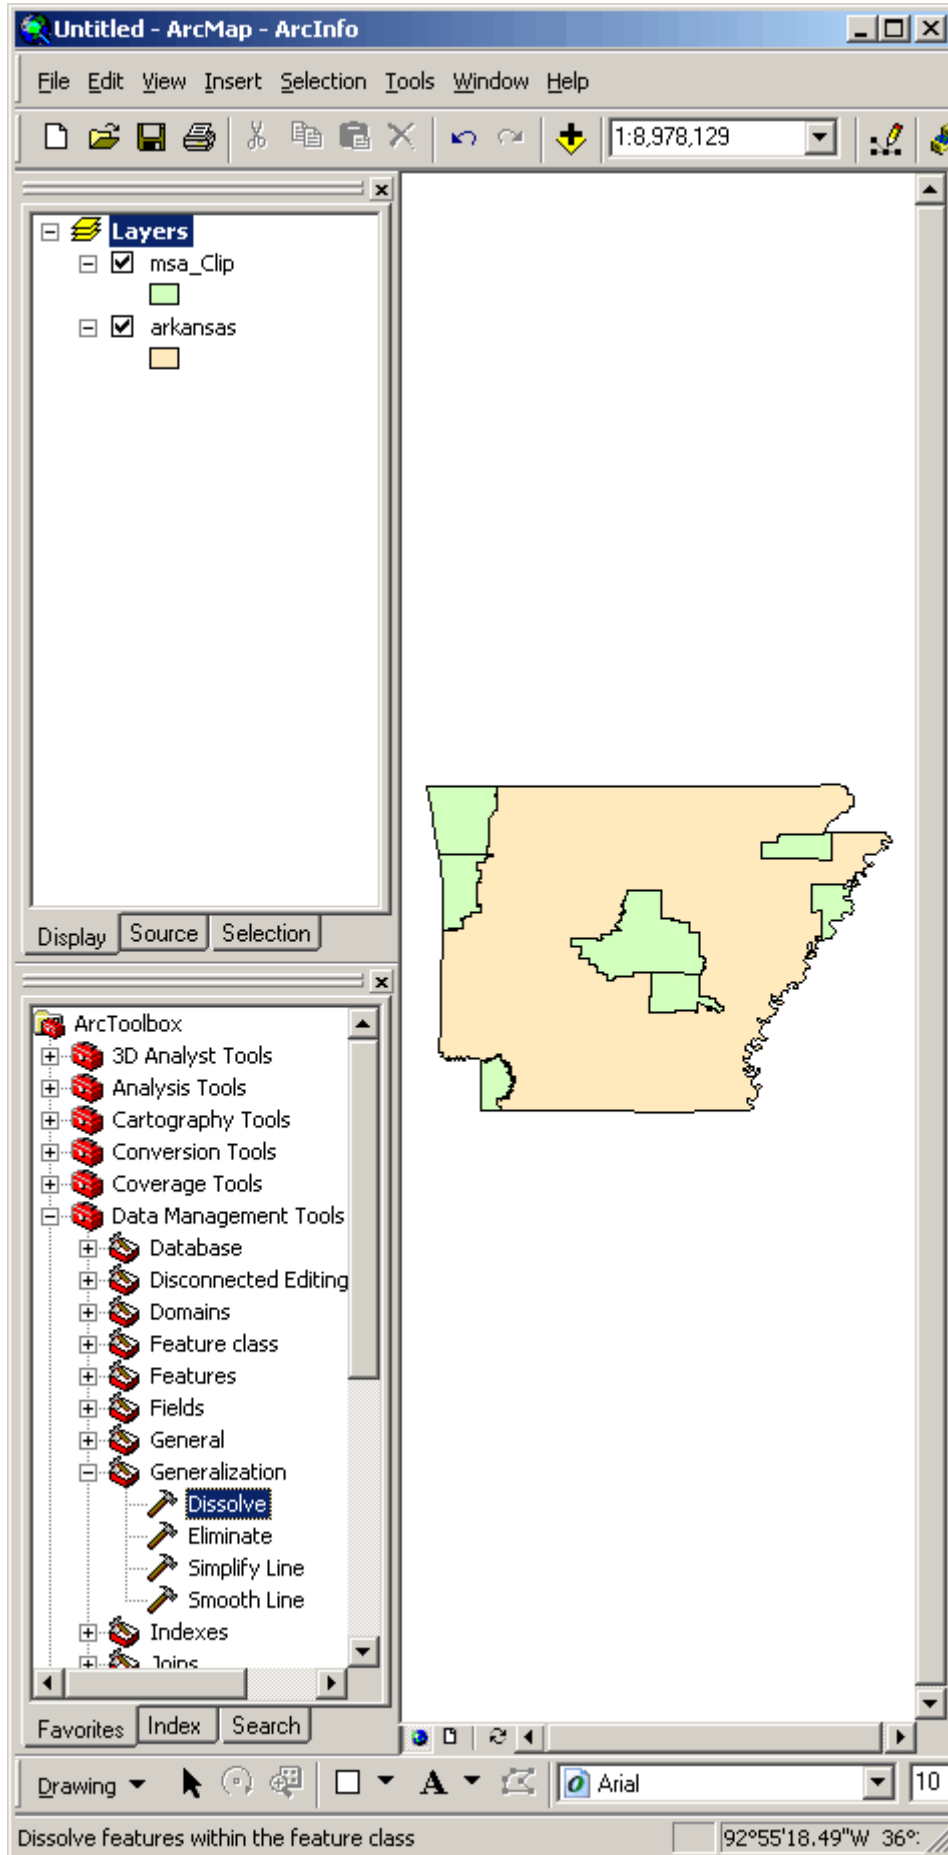 Untitled - ArcMap - ArcInfo
File Edit View Insert Selection Tools Window Help
1:8,978,129
Layers
msa_Clip
arkansas
Display Source Selection
ArcToolbox
3D Analyst Tools
Analysis Tools
Cartography Tools
Conversion Tools
Coverage Tools
Data Management Tools
Database
Disconnected Editing
Domains
Feature class
Features
Fields
General
Generalization
Dissolve
Eliminate
Simplify Line
Smooth Line
Indexes
Joins
Favorites Index Search
Drawing A Arial 10
Dissolve features within the feature class 92°55'18.49"W 36°